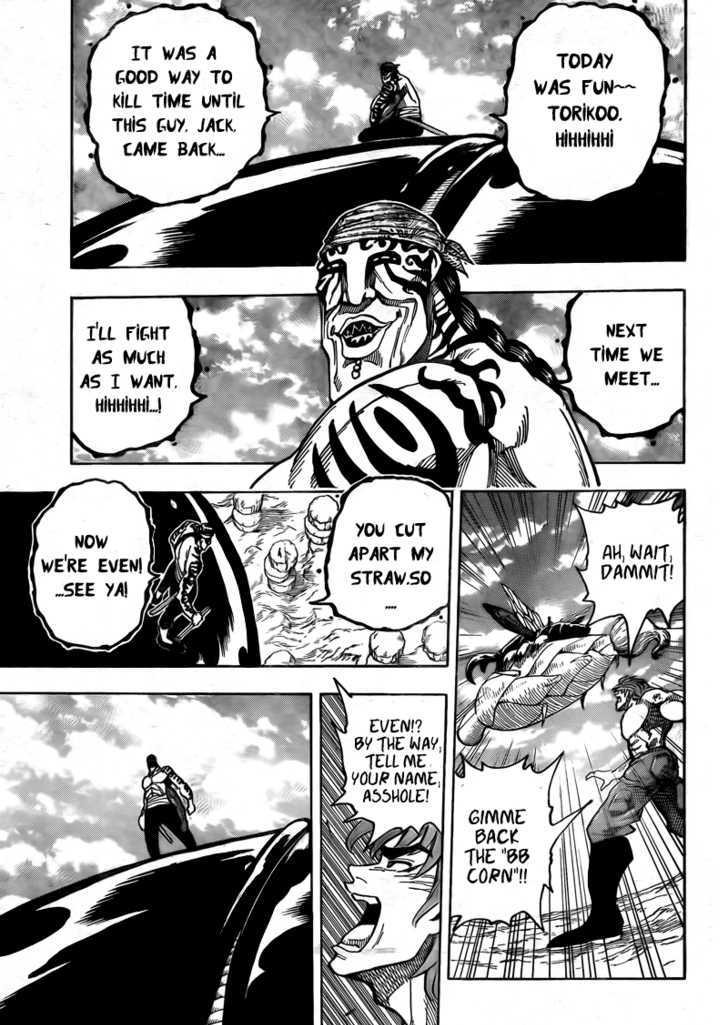 TODAY
WAS FUN~~
TORIKOO.
HIHHIHHI
IT WAS A
GOOD WAY TO
KILL TIME UNTIL
THIS GUY, JACK,
CAME BACK...
NEXT
TIME WE
MEET...
I'LL FIGHT
AS MUCH
AS I WANT.
HIHHIHHI...!
AH, WAIT,
DAMMIT!
GIMME
BACK
THE "BB
CORN"!!
YOU CUT
APART MY
STRAW.SO
....
NOW
WE'RE EVEN!
...SEE YA!
EVEN!?
BY THE WAY,
TELL ME
YOUR NAME,
ASSHOLE!